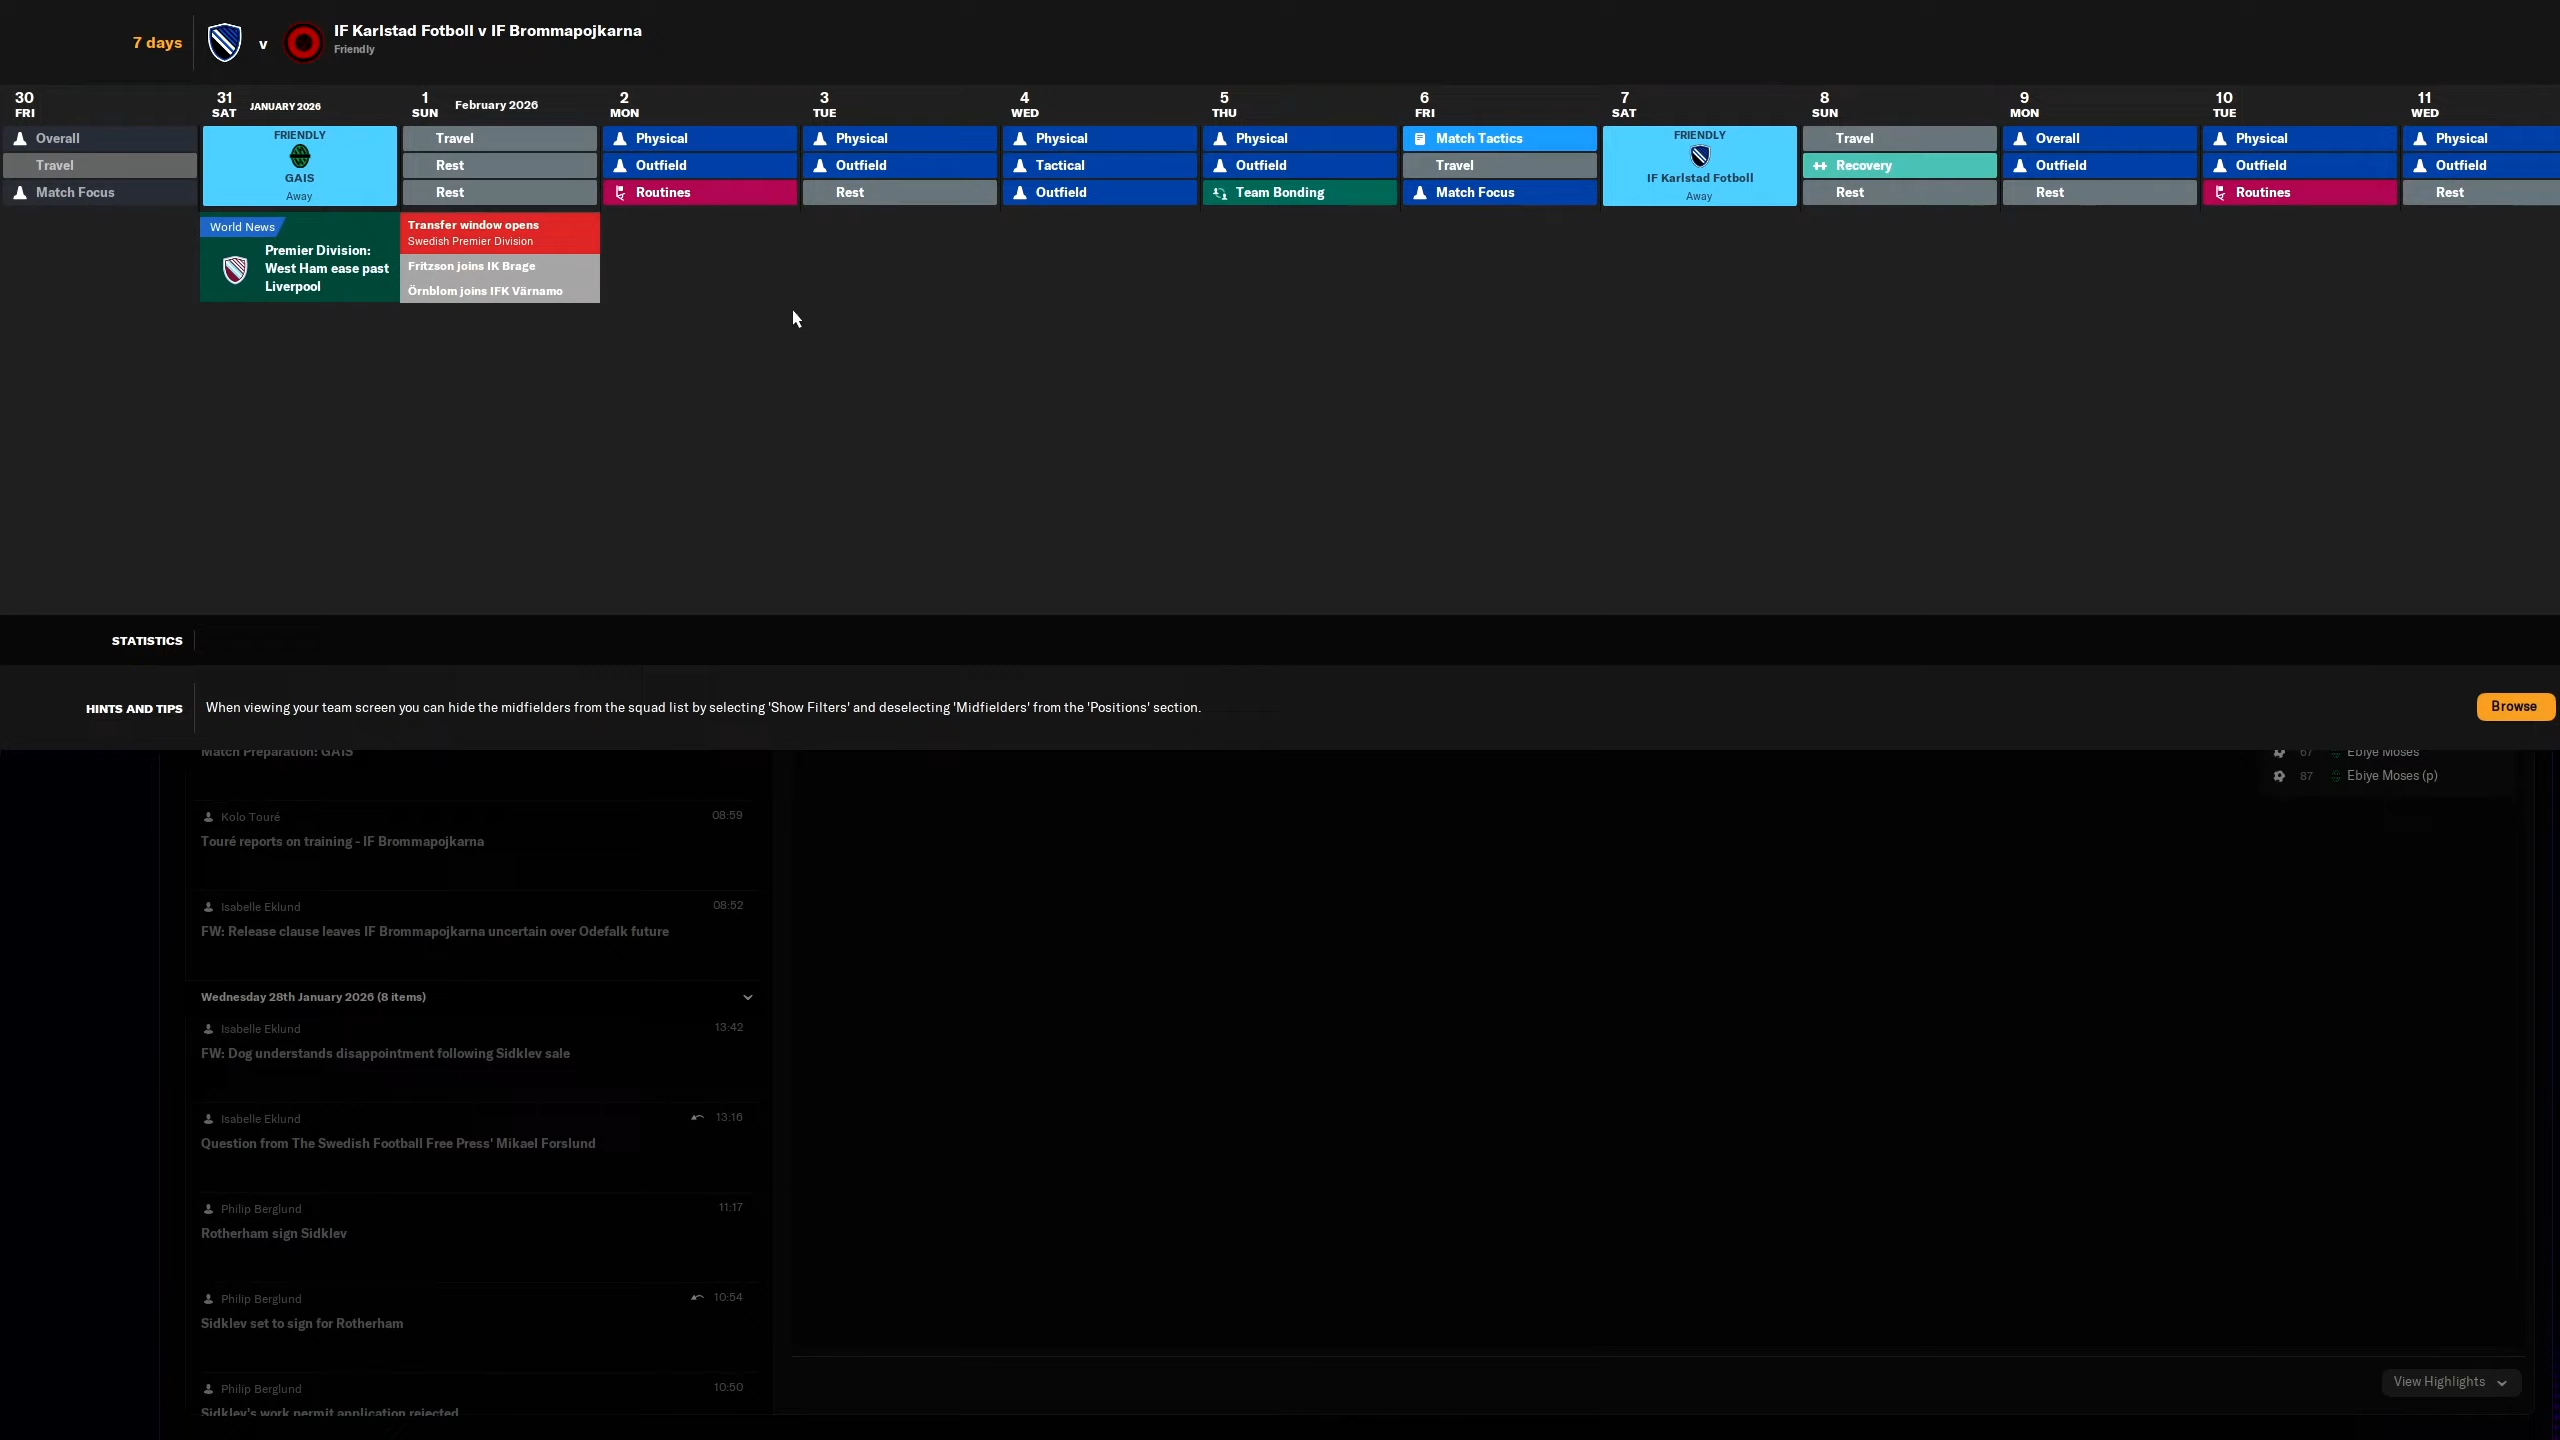 7 days
v
IF Karlstad Fotboll v IF Brommapojkarna
Friendly
30
FRI
Overall
Travel
Match Focus
31
SAT
JANUARY 2026
FRIENDLY
GAIS
Away
World News
Premier Division:
West Ham ease past
Liverpool
1
SUN
February 2026
Travel
Rest
Rest
Transfer window opens
Swedish Premier Division
Fritzson joins IK Brage
Örnblom joins IFK Värnamo
2
MON
Physical
Outfield
Routines
3
TUE
Physical
Outfield
Rest
4
WED
Physical
Tactical
Outfield
5
THU
Physical
Outfield
Team Bonding
6
FRI
Match Tactics
Travel
Match Focus
7
SAT
FRIENDLY
IF Karlstad Fotboll
Away
8
SUN
Travel
Recovery
Rest
9
MON
Overall
Outfield
Rest
10
TUE
Physical
Outfield
Routines
11
WED
Physical
Outfield
Rest
STATISTICS
HINTS AND TIPS
When viewing your team screen you can hide the midfielders from the squad list by selecting 'Show Filters' and deselecting 'Midfielders' from the 'Positions' section.
Browse
Match Preparation: GAIS
67 Ebiye Moses
87 Ebiye Moses (p)
Kolo Touré 08:59
Touré reports on training - IF Brommapojkarna
Isabelle Eklund 08:52
FW: Release clause leaves IF Brommapojkarna uncertain over Odefalk future
Wednesday 28th January 2026 (8 items)
Isabelle Eklund 13:42
FW: Dog understands disappointment following Sidklev sale
Isabelle Eklund 13:16
Question from The Swedish Football Free Press' Mikael Forslund
Philip Berglund 11:17
Rotherham sign Sidklev
Philip Berglund 10:54
Sidklev set to sign for Rotherham
Philip Berglund 10:50
Sidklev's work permit application rejected
View Highlights